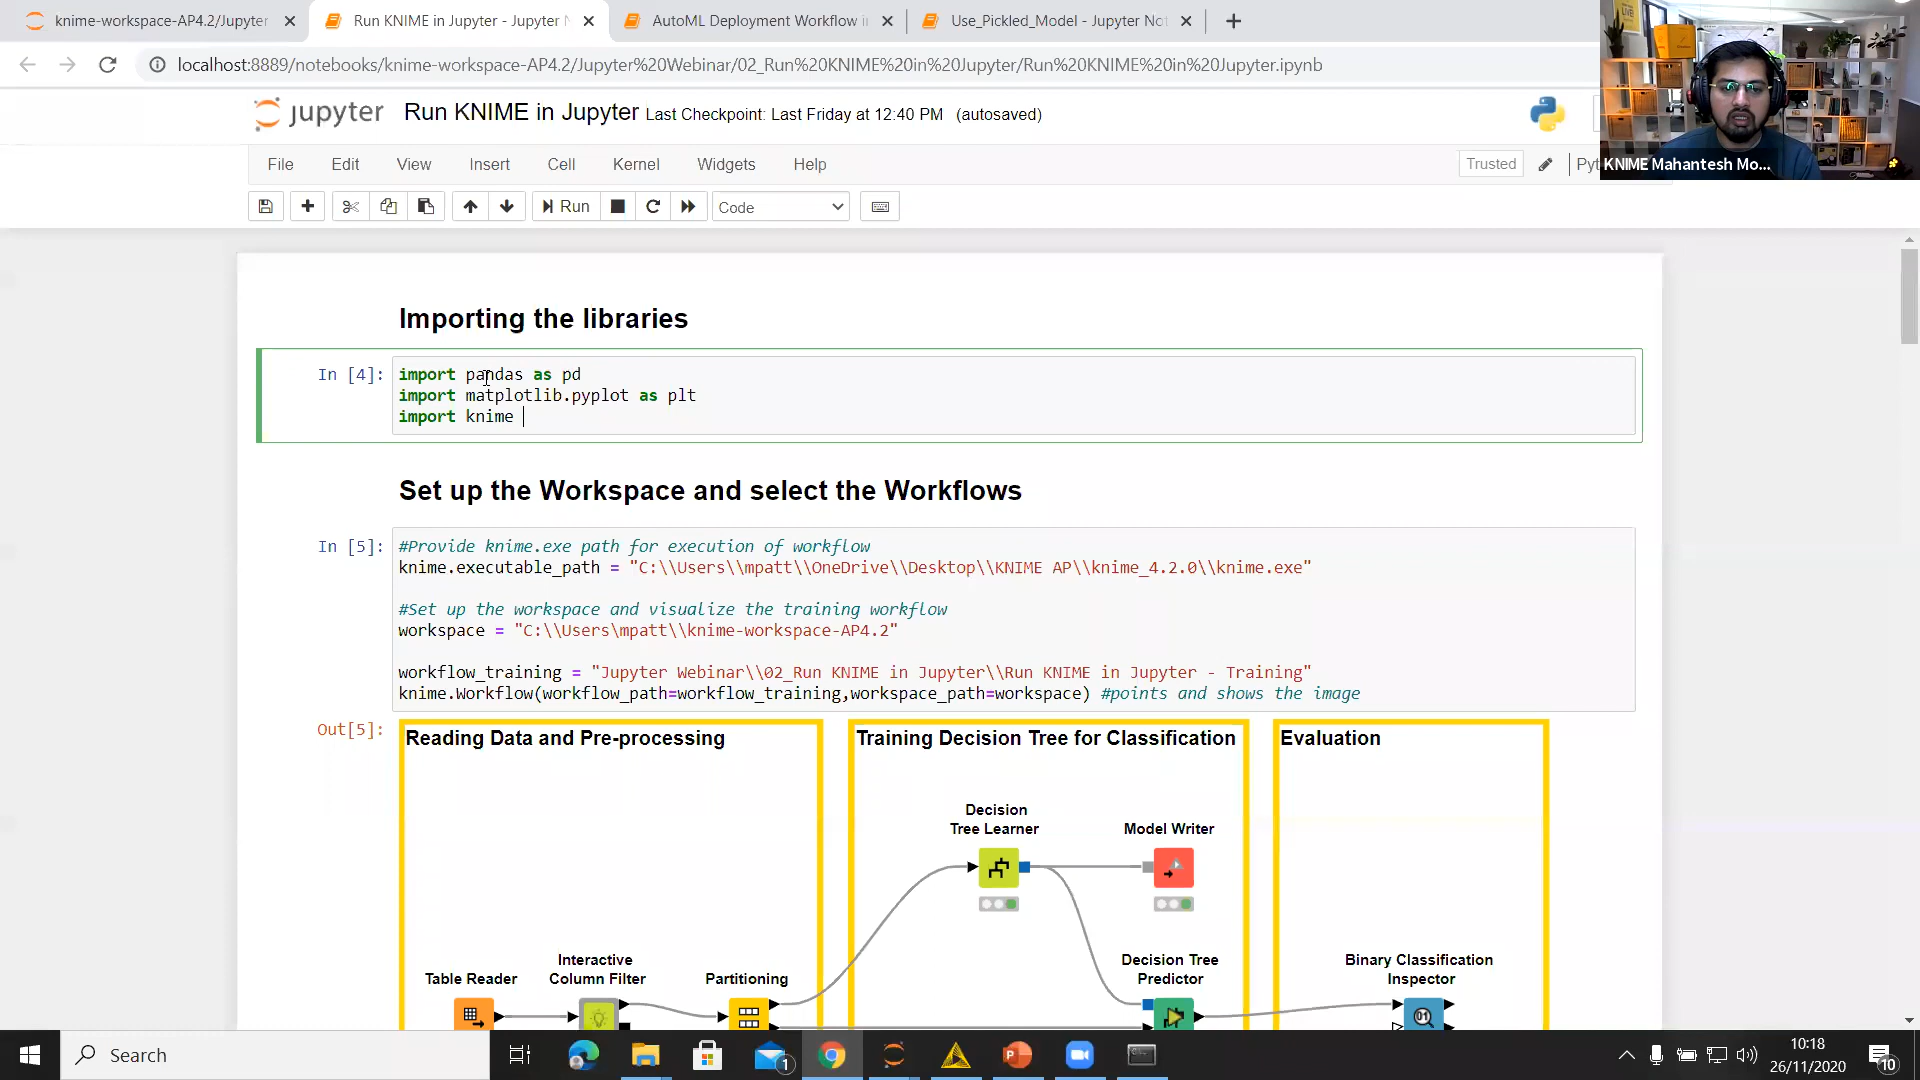 knime-workspace-AP4.2/Jupyter
Run KNIME in Jupyter - Jupyter N
AutoML Deployment Workflow in
Use_Pickled_Model - Jupyter Not
localhost:8889/notebooks/knime-workspace-AP4.2/Jupyter%20Webinar/02_Run%20KNIME%20in%20Jupyter/Run%20KNIME%20in%20Jupyter.ipynb
jupyter Run KNIME in Jupyter Last Checkpoint: Last Friday at 12:40 PM (autosaved)
File Edit View Insert Cell Kernel Widgets Help
Trusted
Pyt
KNIME Mahantesh Mo...
Run
Code
Importing the libraries
In [4]:
import pandas as pd
import matplotlib.pyplot as plt
import knime
Set up the Workspace and select the Workflows
In [5]:
#Provide knime.exe path for execution of workflow
knime.executable_path = "C:\\Users\\mpatt\\OneDrive\\Desktop\\KNIME AP\\knime_4.2.0\\knime.exe"
#Set up the workspace and visualize the training workflow
workspace = "C:\\Users\mpatt\\knime-workspace-AP4.2"
workflow_training = "Jupyter Webinar\\02_Run KNIME in Jupyter\\Run KNIME in Jupyter - Training"
knime.Workflow(workflow_path=workflow_training,workspace_path=workspace) #points and shows the image
Out[5]:
Reading Data and Pre-processing
Training Decision Tree for Classification
Evaluation
Decision
Tree Learner
Model Writer
Table Reader
Interactive
Column Filter
Partitioning
Decision Tree
Predictor
Binary Classification
Inspector
01
Search
1
10:18
26/11/2020
10